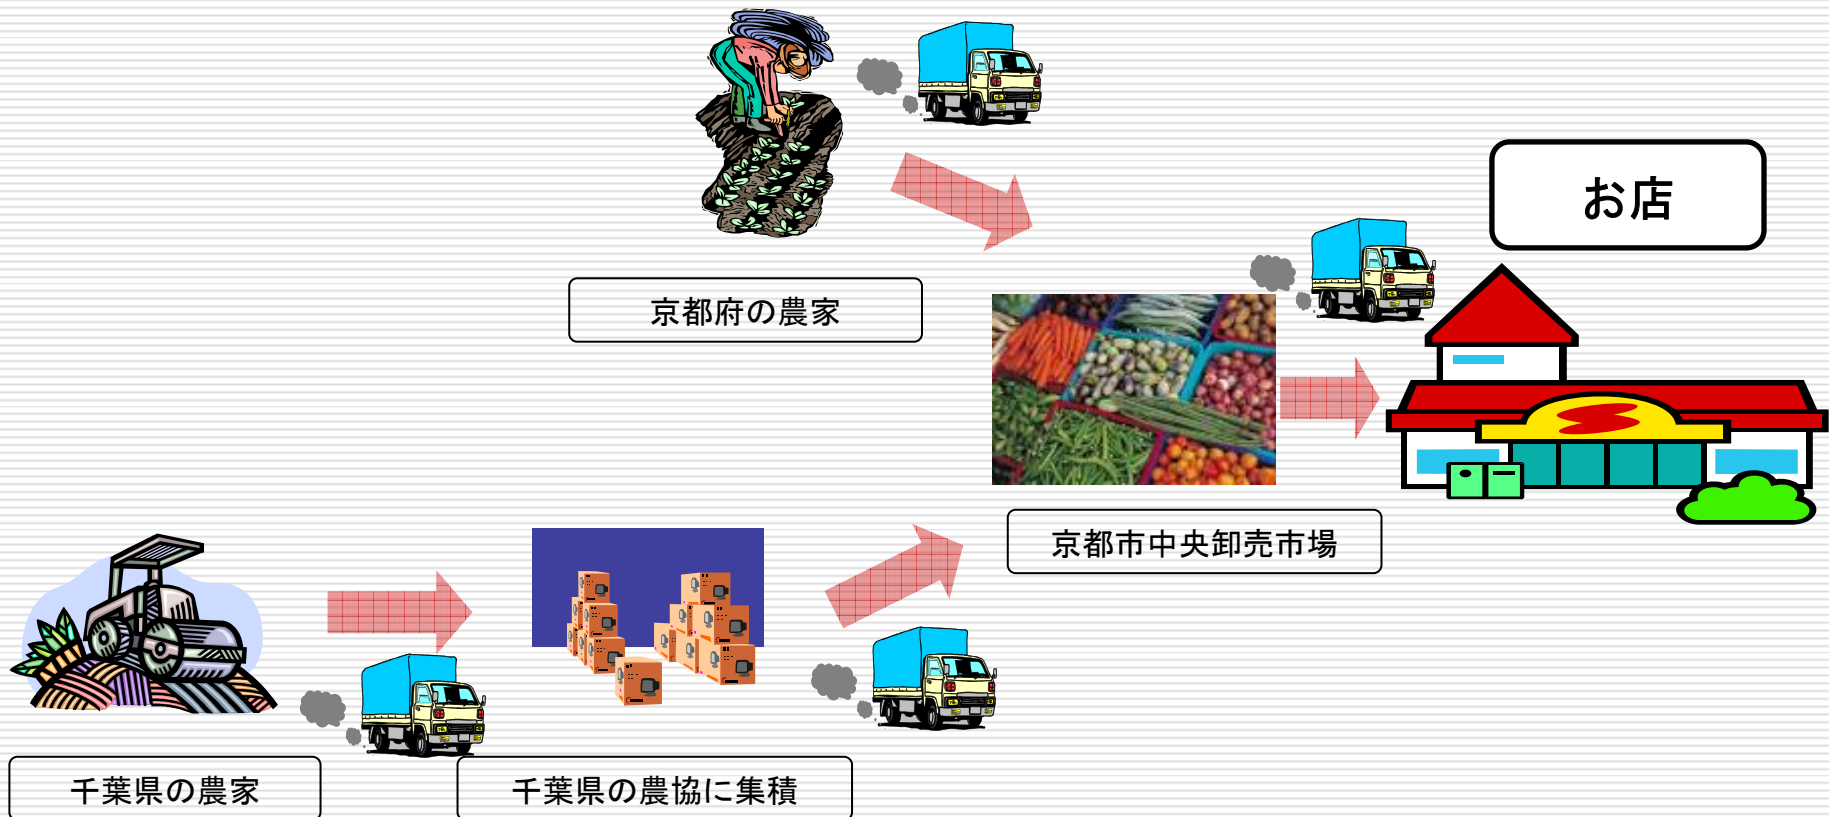 お店
京都府の農家
京都市中央卸売市場
千葉県の農家
千葉県の農協に集積